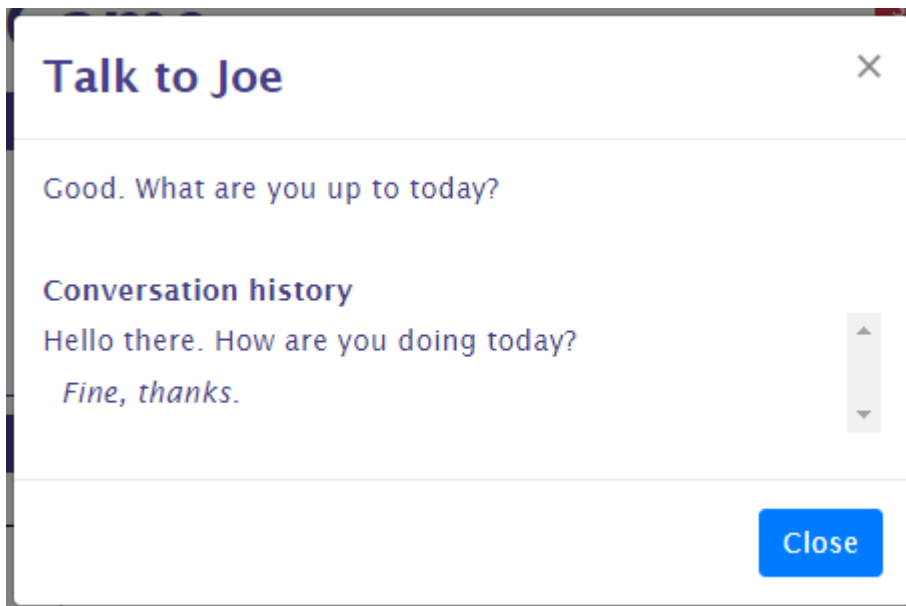 Talk to Joe
×
Good. What are you up to today?
Conversation history
Hello there. How are you doing today?
Fine, thanks.
Close